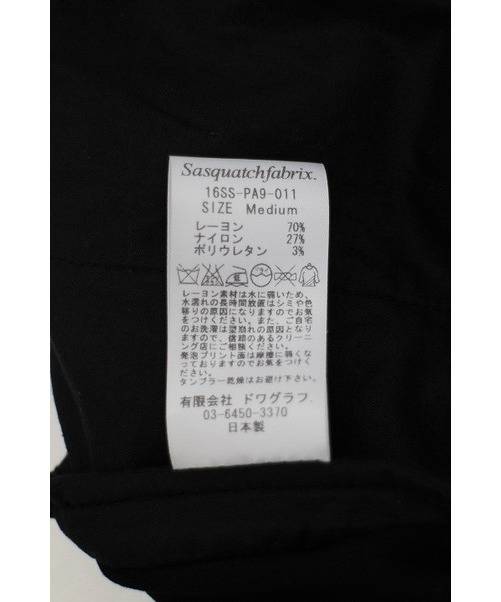 Sasquatchfabrix.
16SS-PA9-011
SIZE Medium
レーヨン 70%
ナイロン 27%
ポリウレタン 3%
レーヨン素材は水に弱いため、
水濡れの長時間放置はシミや色
移りの原因になりますのでお気
をつけください。また、ご自宅
のお洗濯は型崩れの原因となり
ますので、信頼のあるクリーニ
ング店にご相談ください。
発泡プリント面は摩擦に弱くな
っておりますのでお気をつけく
ださい。
タンブラー乾燥はお避け下さい。
有限会社 ドワグラフ.
03-6450-3370
日本製